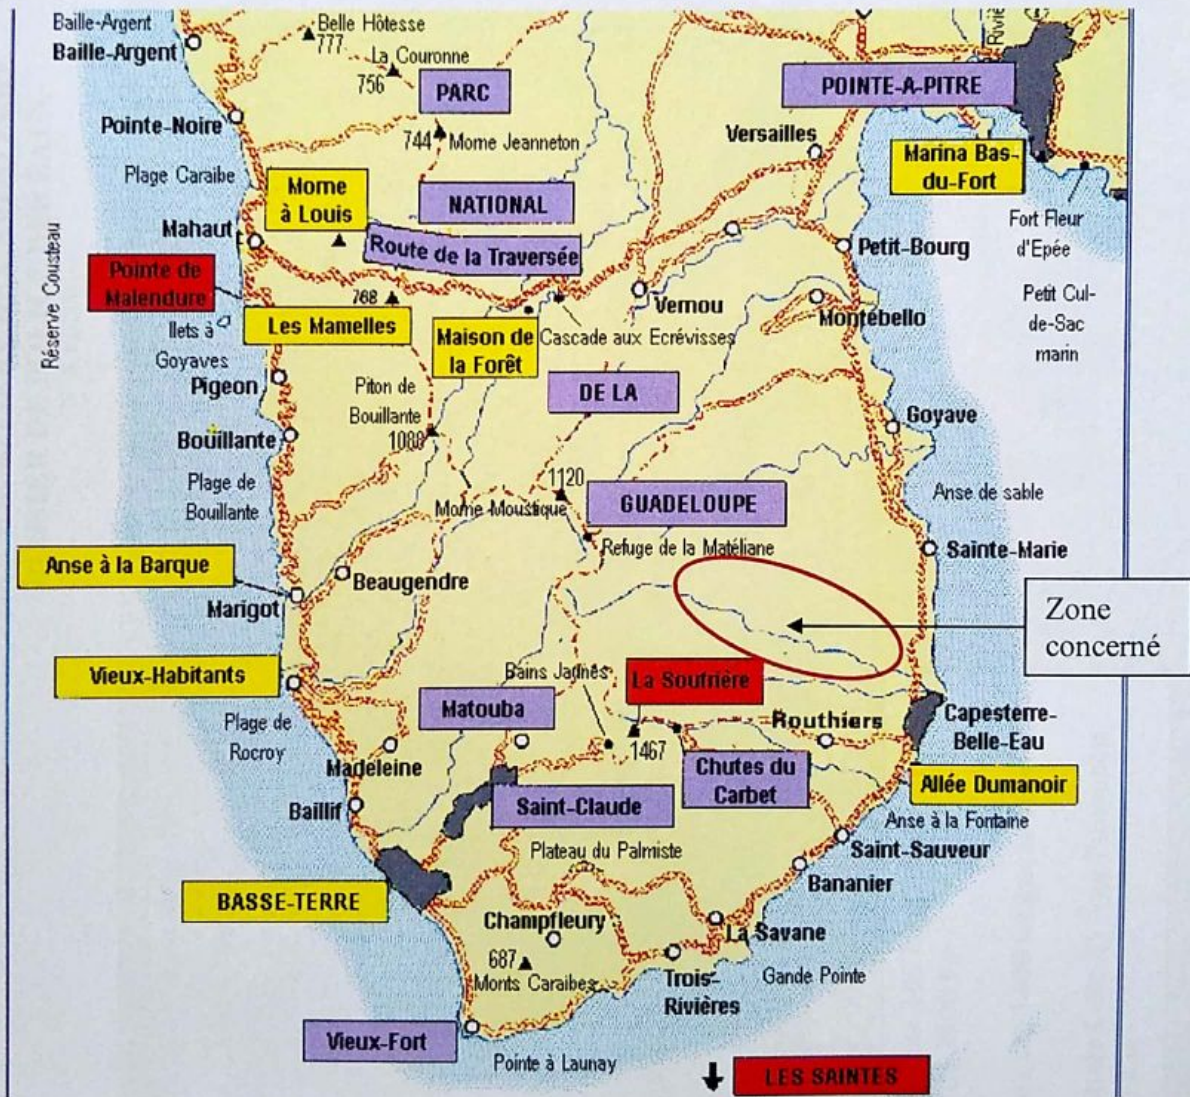 Baille-Argent
Baille-Argent
Belle Hôtesse
777
La Couronne
756
PARC
POINTE-A-PITRE
Rivière
Pointe-Noire
744
Morne Jeanneton
Versailles
Marina Bas-
du-Fort
Plage Caraibe
Morne
à Louis
NATIONAL
Fort Fleur
d'Epée
Mahaut
Route de la Traversée
Petit-Bourg
Réserve Cousteau
Pointe de
Malendure
768
Vernou
Montébello
Petit Cul-
de-Sac
marin
Ilets à
Goyaves
Les Mamelles
Maison de
la Forêt
Cascade aux Ecrévisses
Pigeon
Piton de
Bouillante
1088
DE LA
Goyave
Bouillante
Plage de
Bouillante
1120
Morne Moustique
GUADELOUPE
Anse de sable
Refuge de la Matéliane
Sainte-Marie
Anse à la Barque
Beaugendre
Marigot
Zone
concerné
Vieux-Habitants
Bains Jaunes
La Soufrière
Matouba
Plage de
Rocroy
1467
Routhiers
Capesterre-
Belle-Eau
Madeleine
Chutes du
Carbet
Allée Dumanoir
Baillif
Saint-Claude
Anse à la Fontaine
Plateau du Palmiste
Saint-Sauveur
Bananier
BASSE-TERRE
Champfleury
La Savane
687
Monts Caraibes
Trois-
Rivières
Gande Pointe
Vieux-Fort
Pointe à Launay
LES SAINTES